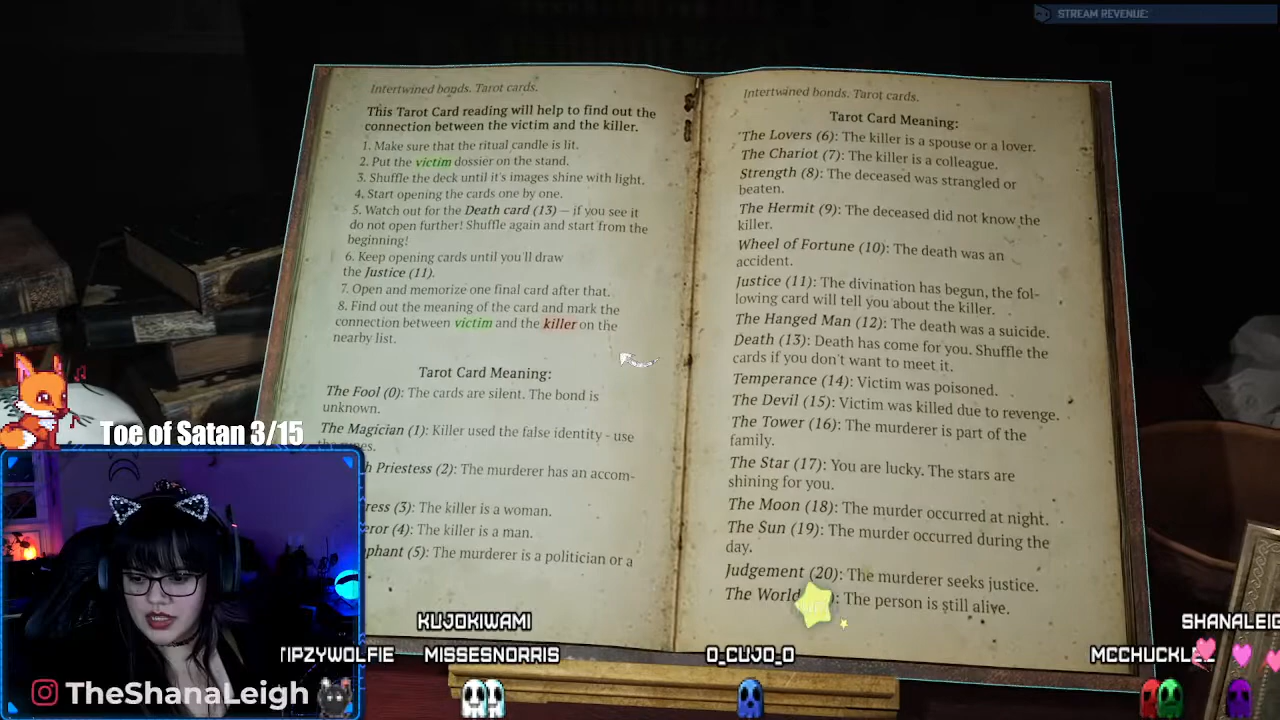 STREAM REVENUE:
Intertwined bonds. Tarot cards.
This Tarot Card reading will help to find out the
connection between the victim and the killer.
1. Make sure that the ritual candle is lit.
2. Put the victim dossier on the stand.
3. Shuffle the deck until it's images shine with light.
4. Start opening the cards one by one.
5. Watch out for the Death card (13) — if you see it
do not open further! Shuffle again and start from the
beginning!
6. Keep opening cards until you'll draw
the Justice (11).
7. Open and memorize one final card after that.
8. Find out the meaning of the card and mark the
connection between victim and the killer on the
nearby list.
Tarot Card Meaning:
The Fool (0): The cards are silent. The bond is
unknown.
The Magician (1): Killer used the false identity - use
Priestess (2): The murderer has an accom-
(3): The killer is a woman.
(4): The killer is a man.
(5): The murderer is a politician or a
Intertwined bonds. Tarot cards.
Tarot Card Meaning:
The Lovers (6): The killer is a spouse or a lover.
The Chariot (7): The killer is a colleague.
Strength (8): The deceased was strangled or
beaten.
The Hermit (9): The deceased did not know the
killer.
Wheel of Fortune (10): The death was an
accident.
Justice (11): The divination has begun, the fol-
lowing card will tell you about the killer.
The Hanged Man (12): The death was a suicide.
Death (13): Death has come for you. Shuffle the
cards if you don't want to meet it.
Temperance (14): Victim was poisoned.
The Devil (15): Victim was killed due to revenge.
The Tower (16): The murderer is part of the
family.
The Star (17): You are lucky. The stars are
shining for you.
The Moon (18): The murder occurred at night.
The Sun (19): The murder occurred during the
day.
Judgement (20): The murderer seeks justice.
The World : The person is still alive.
Toe of Satan 3/15
TheShanaLeigh
TIPZYWOLFIE
KUJOKIWAMI
MISSESNORRIS
O_CUJO_O
MCCHUCKLE
SHANALEIG